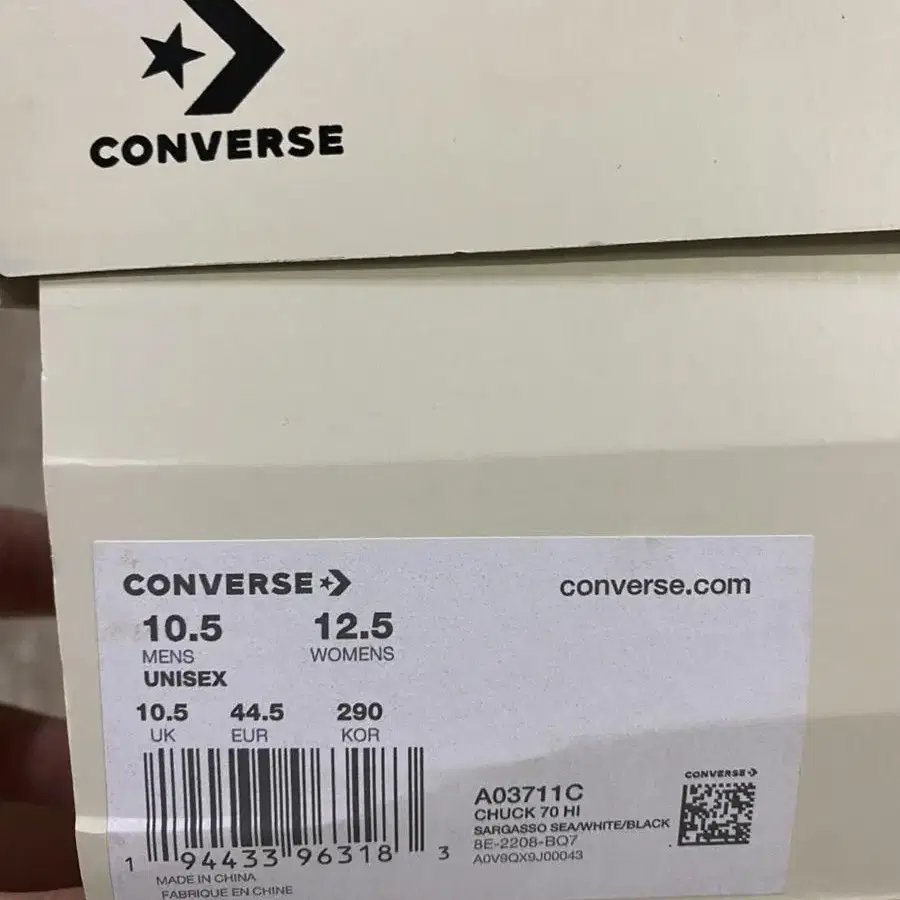 CONVERSE
CONVERSE
converse.com
10.5 12.5
MENS WOMENS
UNISEX
10.5 44.5 290
UK EUR KOR
CONVERSE
A03711C
CHUCK 70 HI
SARGASSO SEA/WHITE/BLACK
8E-2208-BQ7
A0V9QX9J00043
1 94433 96318 3
MADE IN CHINA
FABRIQUE EN CHINE